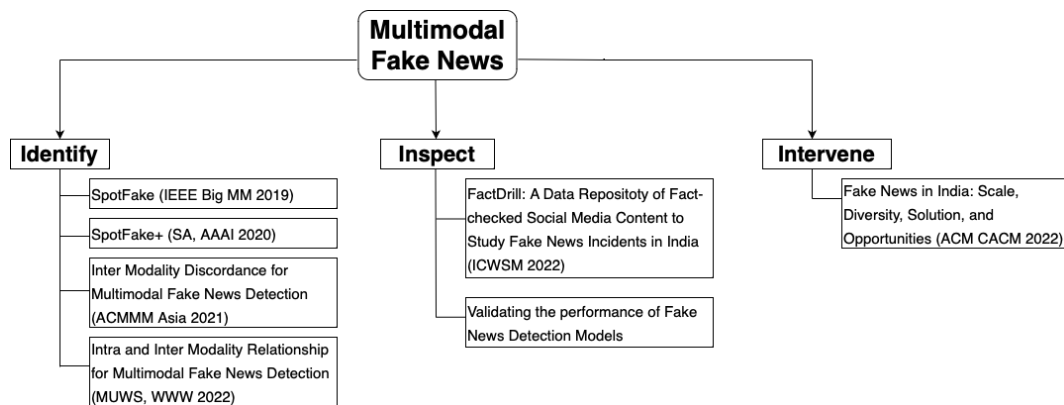 Multimodal
Fake News
Identify
SpotFake (IEEE Big MM 2019)
SpotFake+ (SA, AAAI 2020)
Inter Modality Discordance for
Multimodal Fake News Detection
(ACMMM Asia 2021)
Intra and Inter Modality Relationship
for Multimodal Fake News Detection
(MUWS, WWW 2022)
Inspect
FactDrill: A Data Repositoty of Fact-
checked Social Media Content to
Study Fake News Incidents in India
(ICWSM 2022)
Validating the performance of Fake
News Detection Models
Intervene
Fake News in India: Scale,
Diversity, Solution, and
Opportunities (ACM CACM 2022)